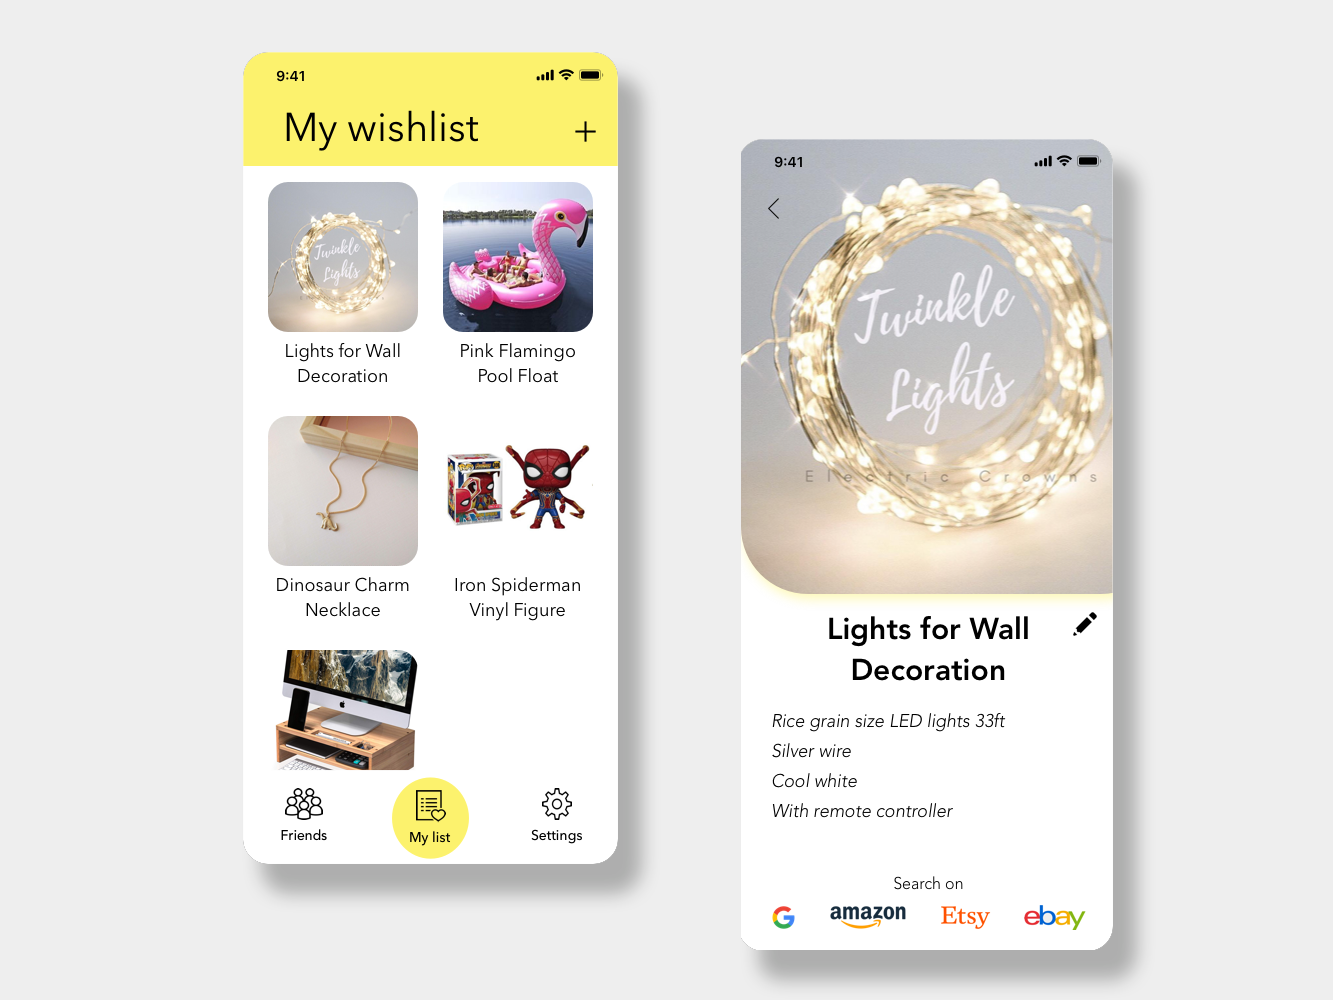 9:41
My wishlist
+
Twinkle
Lights
Lights for Wall
Decoration
Pink Flamingo
Pool Float
Dinosaur Charm
Necklace
Iron Spiderman
Vinyl Figure
Friends
My list
Settings
9:41
Twinkle
Lights
Electric Crowns
Lights for Wall
Decoration
Rice grain size LED lights 33ft
Silver wire
Cool white
With remote controller
Search on
G amazon Etsy ebay